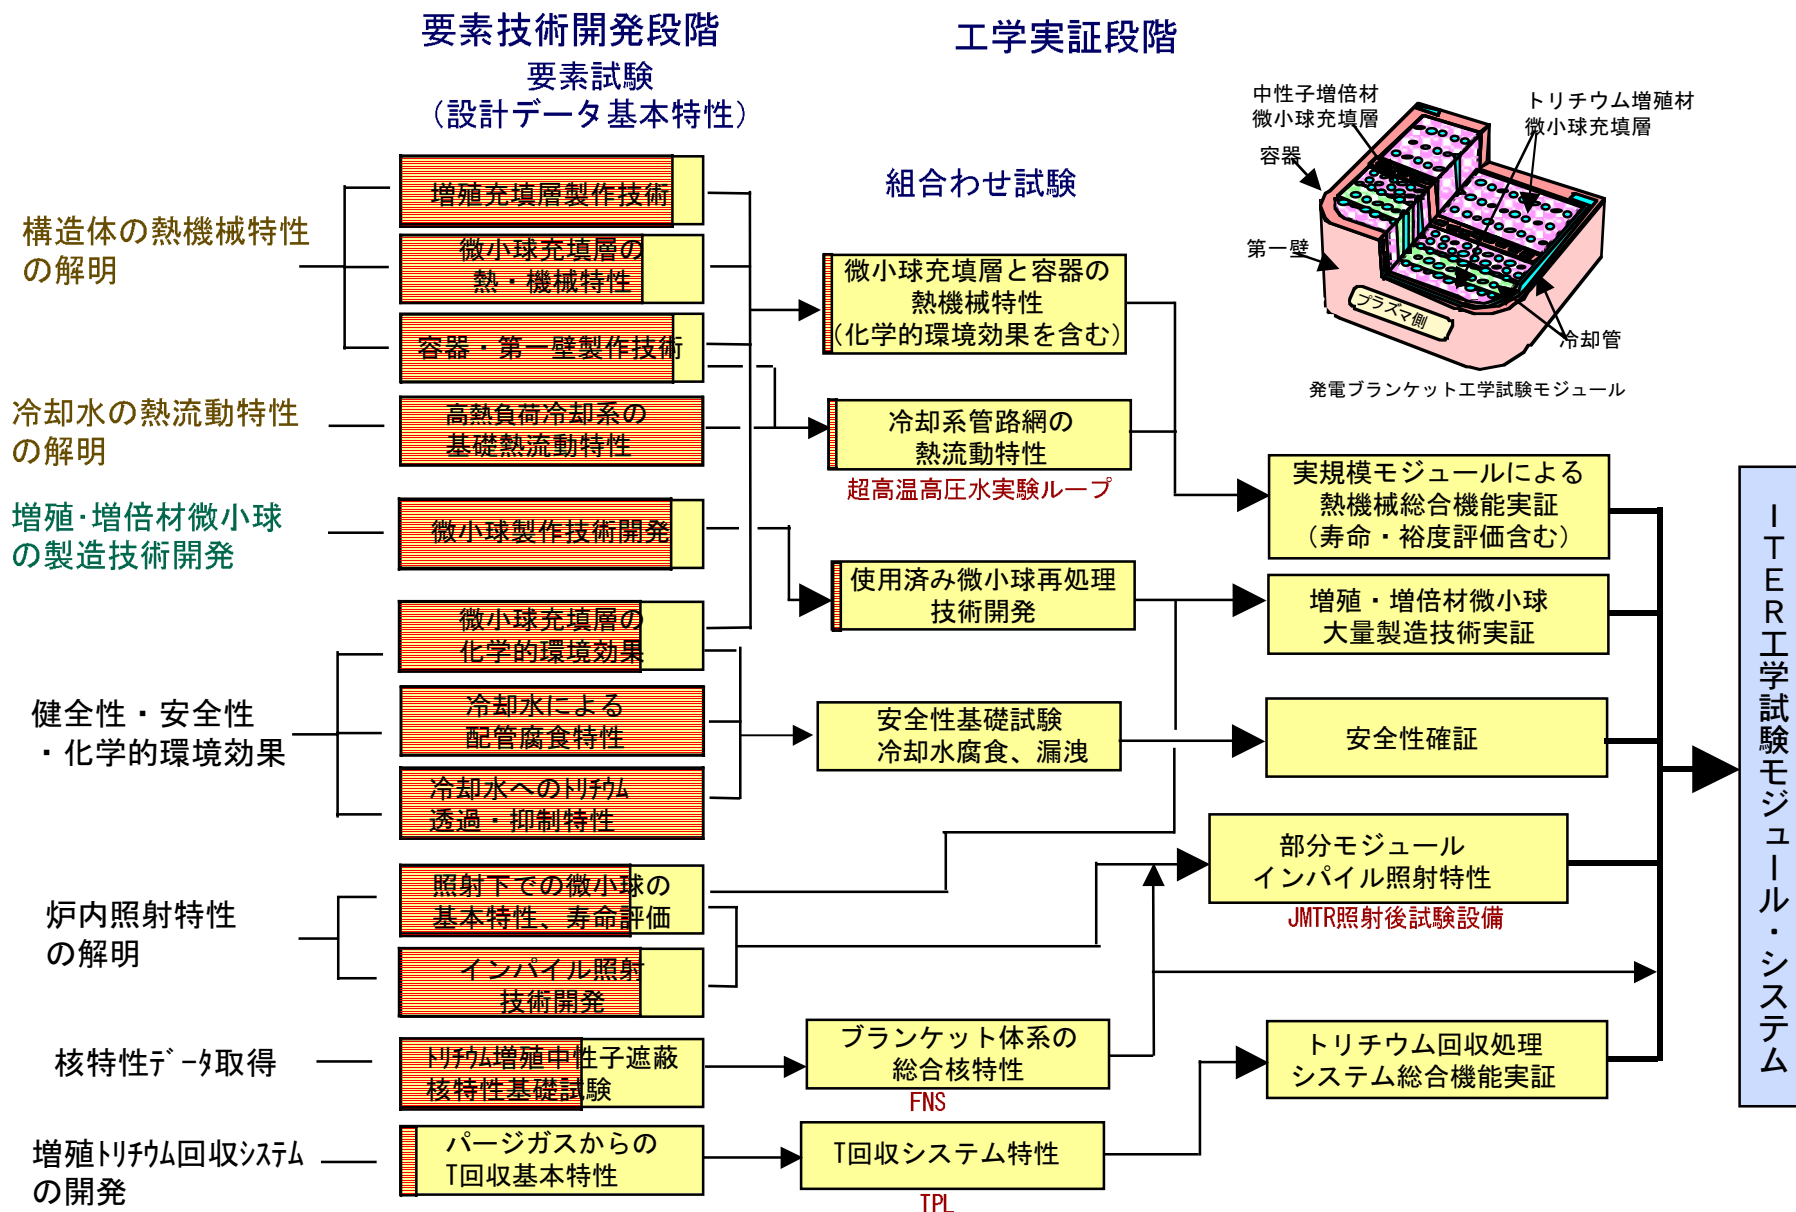 要素技術開発段階
要素試験
（設計データ基本特性）
工学実証段階
組合わせ試験
中性子増倍材
微小球充填層
トリチウム増殖材
微小球充填層
容器
第一壁
プラズマ側
冷却管
発電ブランケット工学試験モジュール
構造体の熱機械特性
の解明
増殖充填層製作技術
微小球充填層の
熱・機械特性
容器・第一壁製作技術
微小球充填層と容器の
熱機械特性
(化学的環境効果を含む)
冷却水の熱流動特性
の解明
高熱負荷冷却系の
基礎熱流動特性
冷却系管路網の
熱流動特性
超高温高圧水実験ループ
実規模モジュールによる
熱機械総合機能実証
（寿命・裕度評価含む）
増殖・増倍材微小球
の製造技術開発
微小球製作技術開発
使用済み微小球再処理
技術開発
増殖・増倍材微小球
大量製造技術実証
健全性・安全性
・化学的環境効果
微小球充填層の
化学的環境効果
冷却水による
配管腐食特性
冷却水へのﾄﾘﾁｳﾑ
透過・抑制特性
安全性基礎試験
冷却水腐食、漏洩
安全性確証
炉内照射特性
の解明
照射下での微小球の
基本特性、寿命評価
インパイル照射
技術開発
部分モジュール
インパイル照射特性
JMTR照射後試験設備
核特性ﾃﾞｰﾀ取得
ﾄﾘﾁｳﾑ増殖中性子遮蔽
核特性基礎試験
ブランケット体系の
総合核特性
FNS
トリチウム回収処理
システム総合機能実証
増殖ﾄﾘﾁｳﾑ回収ｼｽﾃﾑ
の開発
パージガスからの
T回収基本特性
T回収システム特性
TPL
ITER工学試験モジュール・システム